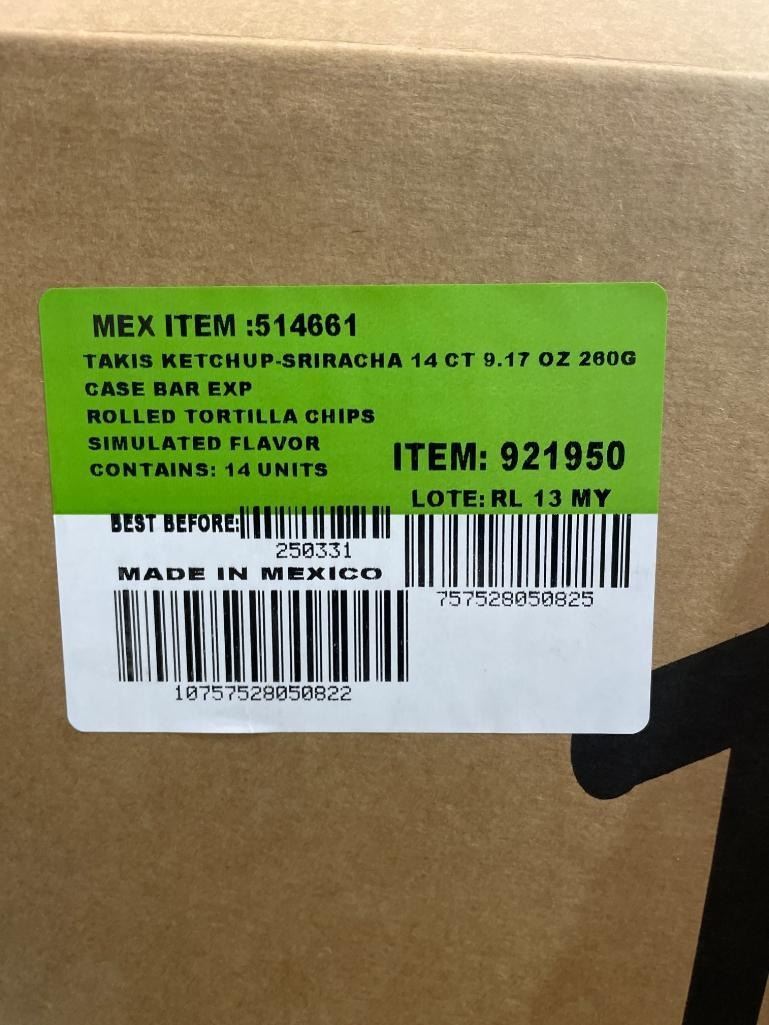 MEX ITEM :514661
TAKIS KETCHUP-SRIRACHA 14 CT 9.17 OZ 260G
CASE BAR EXP
ROLLED TORTILLA CHIPS
SIMULATED FLAVOR
CONTAINS: 14 UNITS
ITEM: 921950
LOTE: RL 13 MY
BEST BEFORE:
250331
MADE IN MEXICO
757528050825
10757528050822